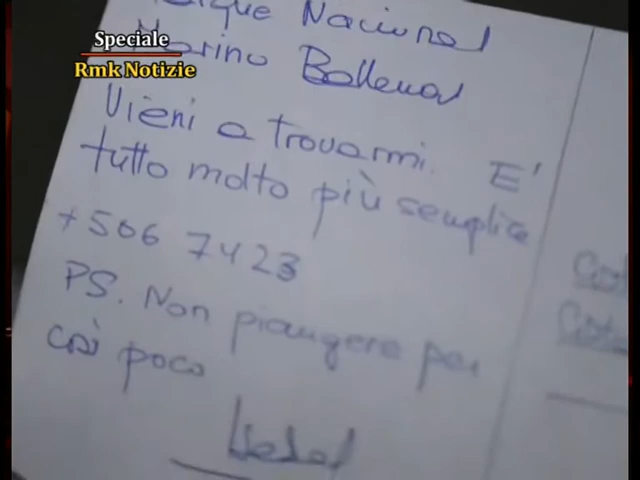 Nacional
Speciale
Marino Ballena
Rmk Notizie
Vieni a trovarmi. E'
tutto molto più semplice
+506 7423
PS. Non piangere per
così poco